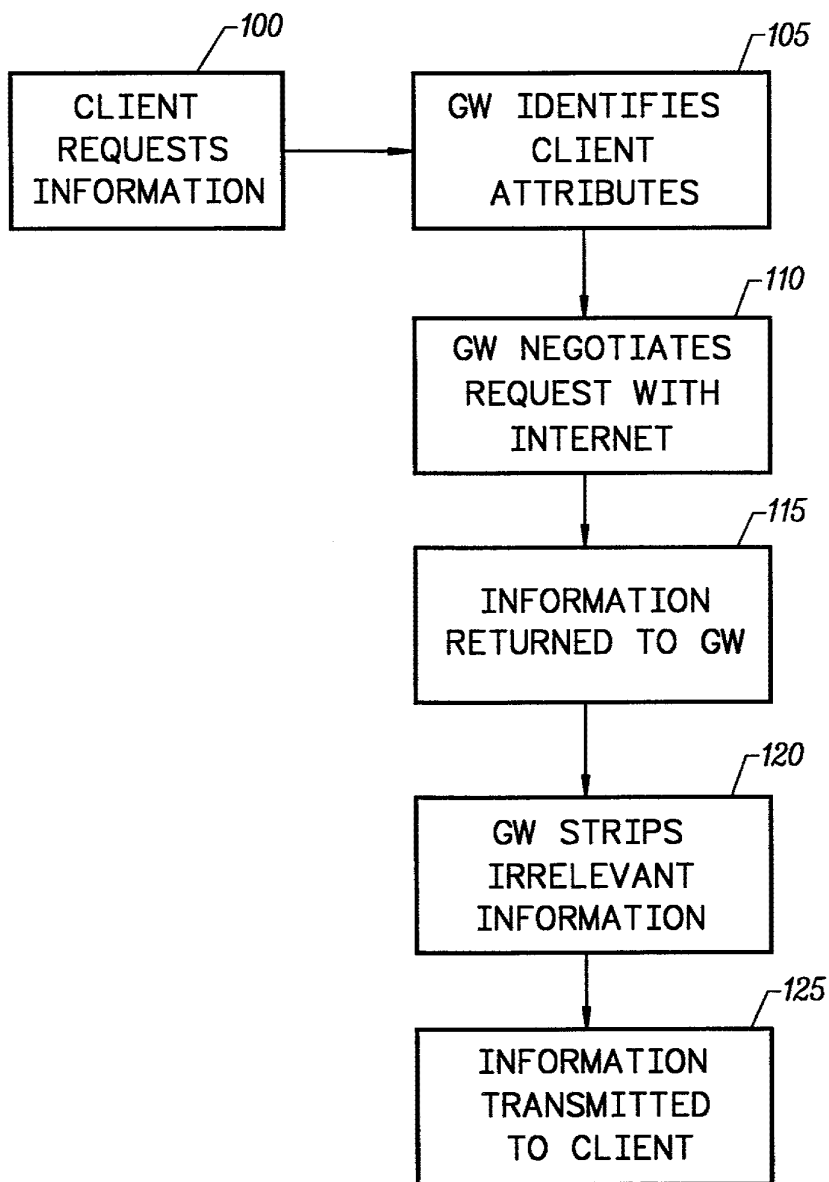 100
CLIENT
REQUESTS
INFORMATION
105
GW IDENTIFIES
CLIENT
ATTRIBUTES
110
GW NEGOTIATES
REQUEST WITH
INTERNET
115
INFORMATION
RETURNED TO GW
120
GW STRIPS
IRRELEVANT
INFORMATION
125
INFORMATION
TRANSMITTED
TO CLIENT